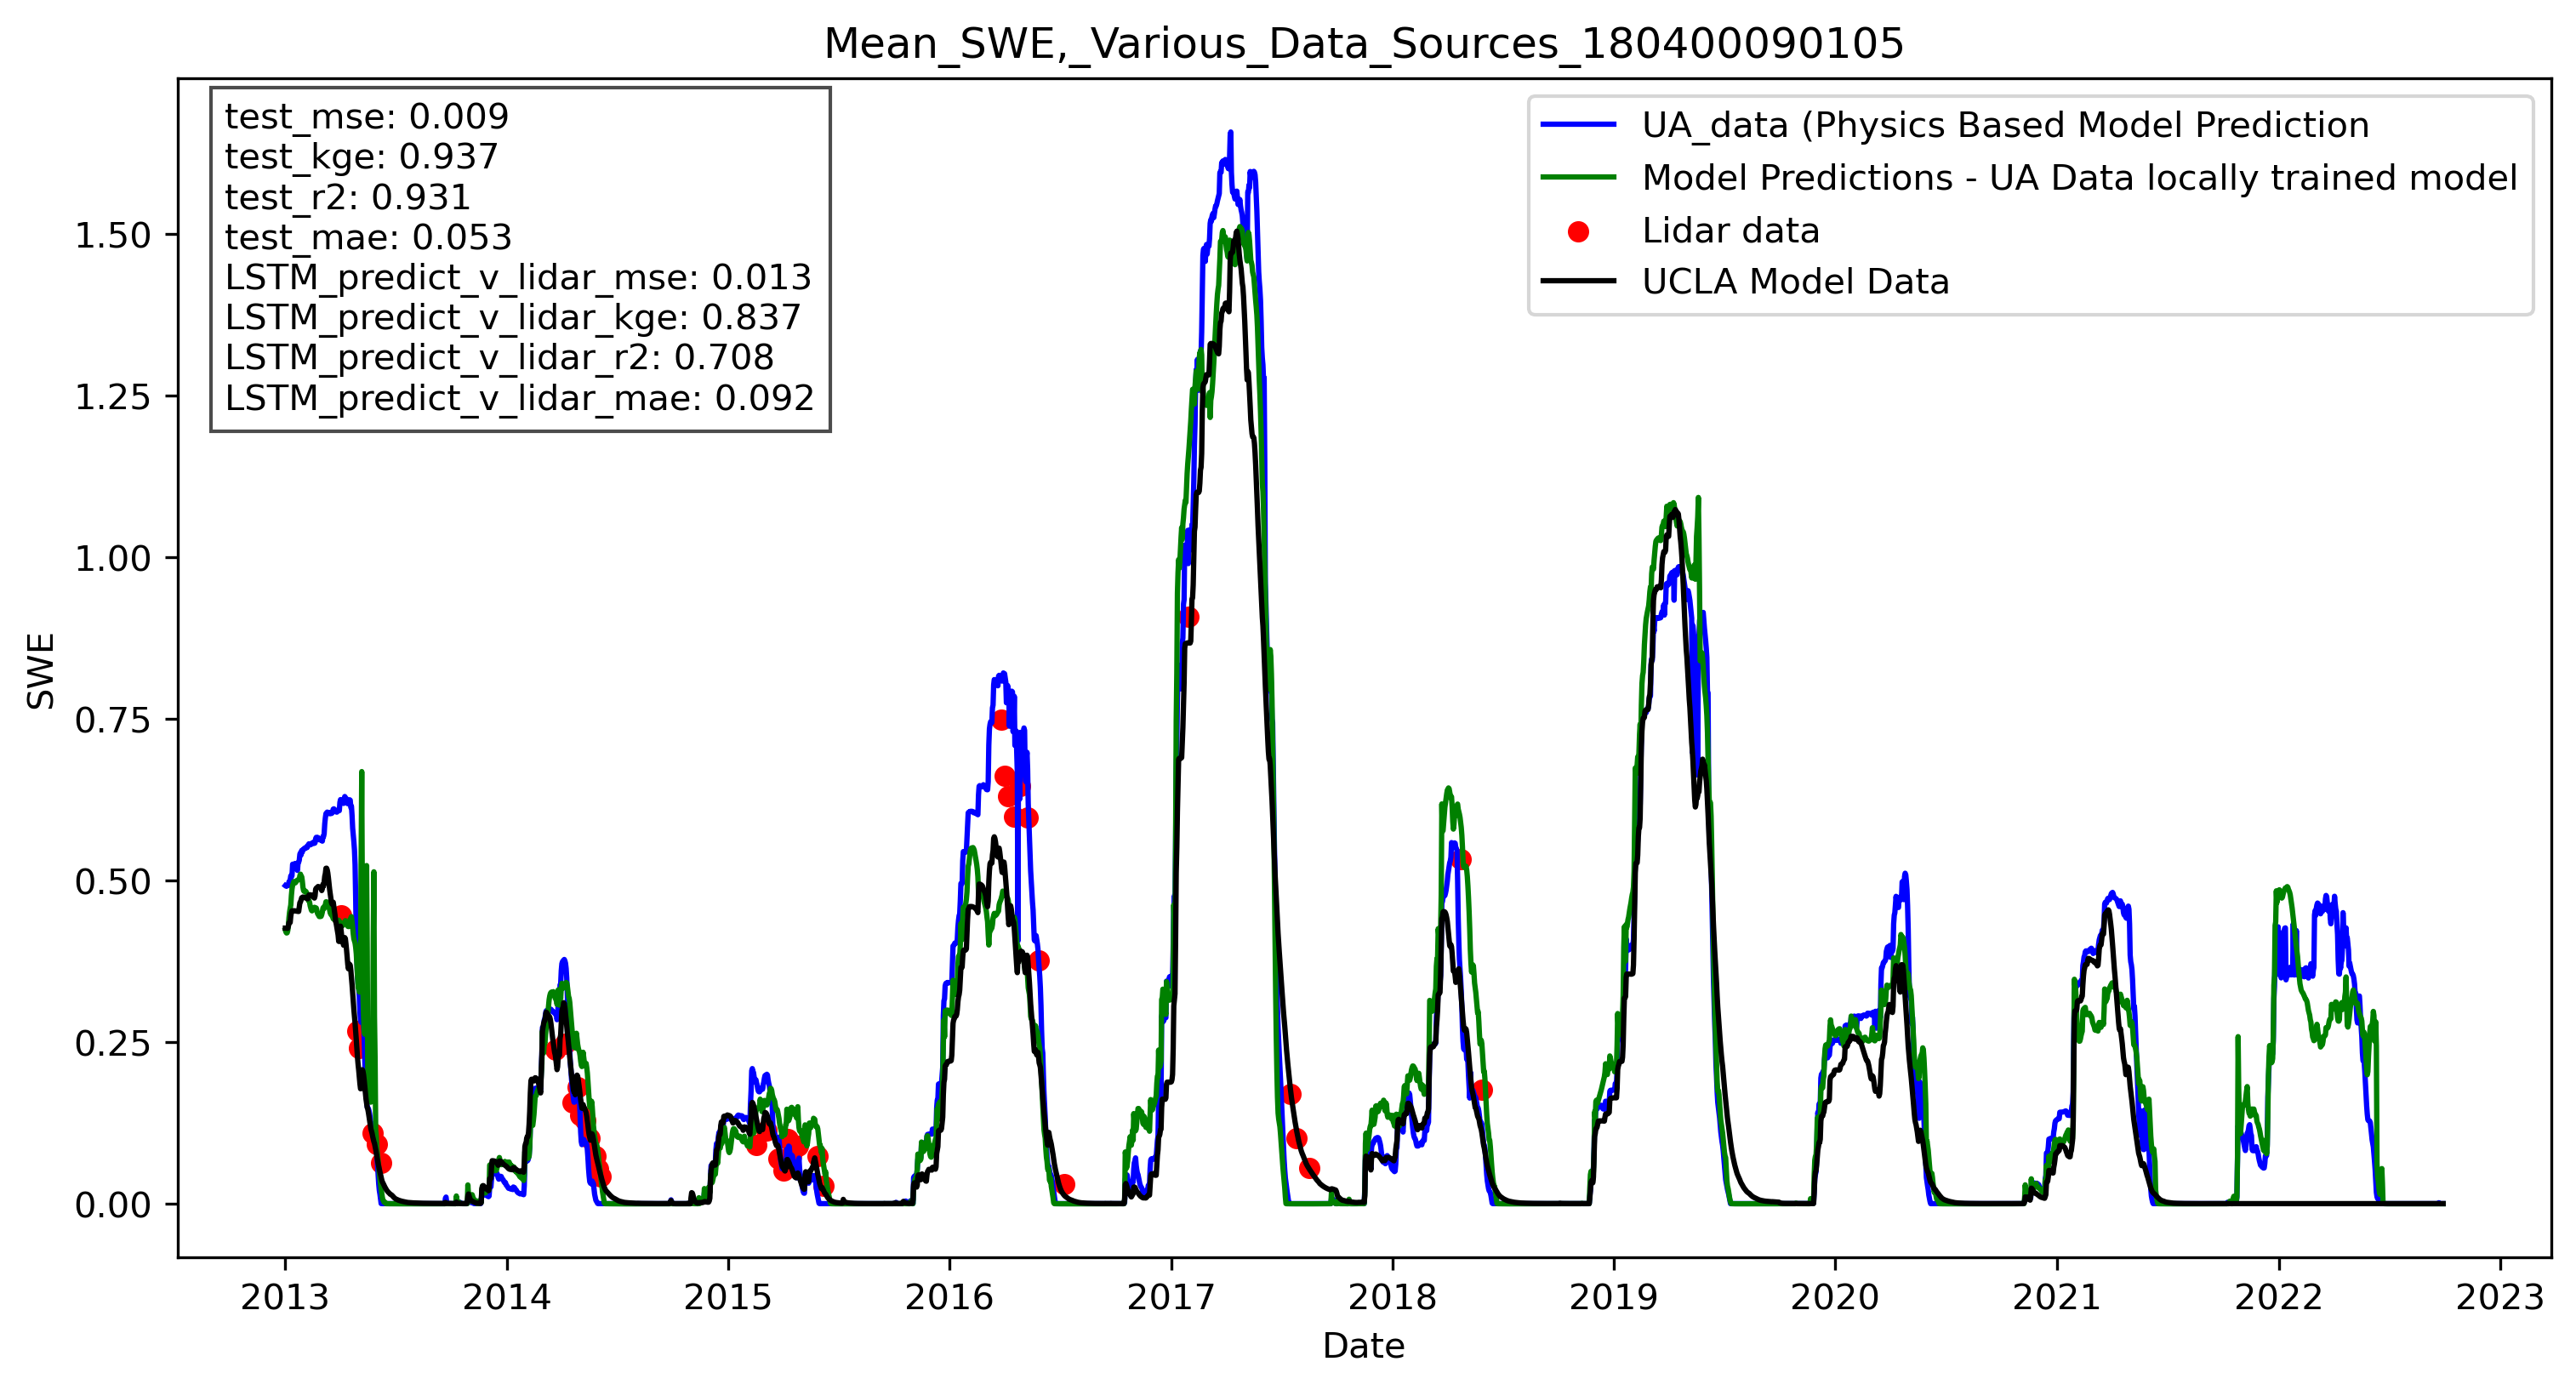 Mean_SWE,_Various_Data_Sources_180400090105
test_mse: 0.009
test_kge: 0.937
test_r2: 0.931
test_mae: 0.053
LSTM_predict_v_lidar_mse: 0.013
LSTM_predict_v_lidar_kge: 0.837
LSTM_predict_v_lidar_r2: 0.708
LSTM_predict_v_lidar_mae: 0.092
UA_data (Physics Based Model Prediction
Model Predictions - UA Data locally trained model
Lidar data
UCLA Model Data
1.50
1.25
1.00
0.75
0.50
0.25
0.00
SWE
2013 2014 2015 2016 2017 2018 2019 2020 2021 2022 2023
Date